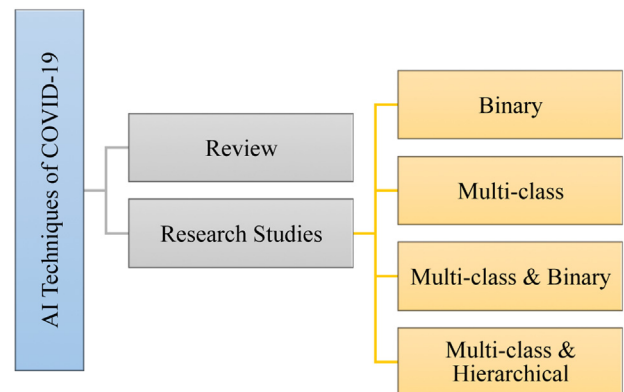 AI Techniques of COVID-19
Review
Research Studies
Binary
Multi-class
Multi-class & Binary
Multi-class &
Hierarchical